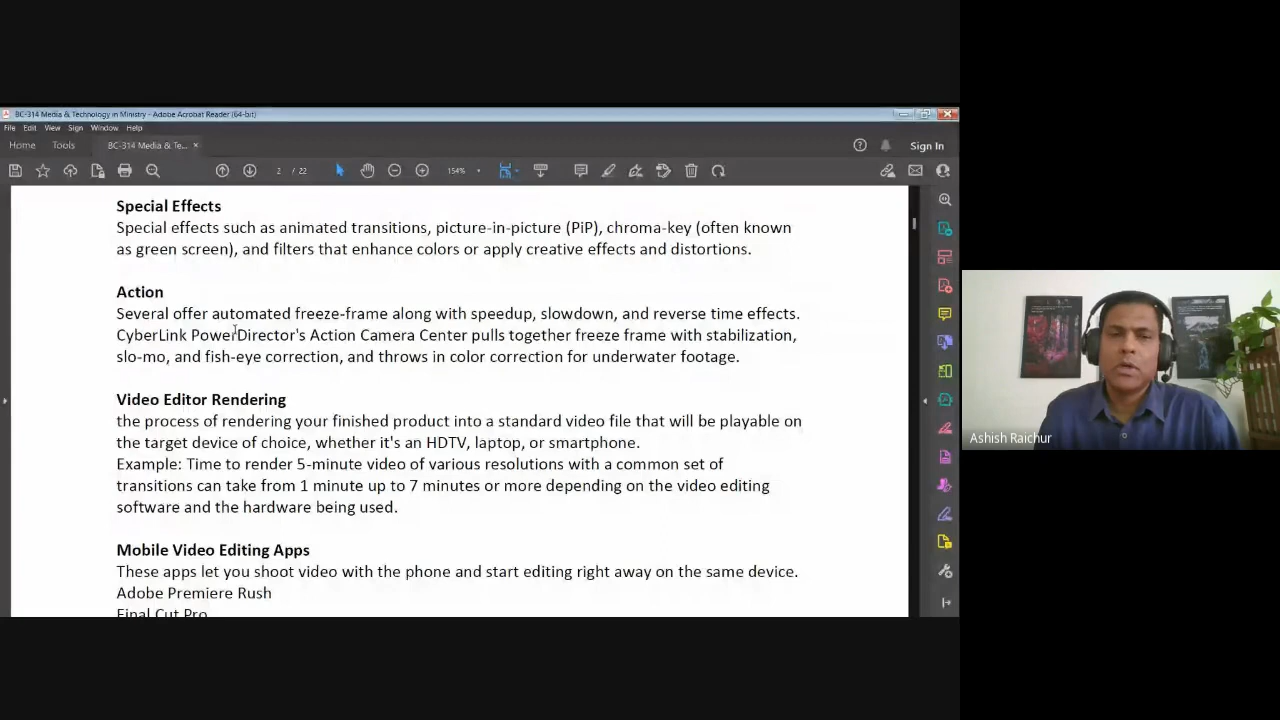 BC-314 Media & Technology in Ministry - Adobe Acrobat Reader (64-bit)
File Edit View Sign Window Help
Home Tools BC-314 Media & Te... × Sign In
2 / 22 154%
Special Effects
Special effects such as animated transitions, picture-in-picture (PiP), chroma-key (often known
as green screen), and filters that enhance colors or apply creative effects and distortions.
Action
Several offer automated freeze-frame along with speedup, slowdown, and reverse time effects.
CyberLink PowerDirector's Action Camera Center pulls together freeze frame with stabilization,
slo-mo, and fish-eye correction, and throws in color correction for underwater footage.
Video Editor Rendering
the process of rendering your finished product into a standard video file that will be playable on
the target device of choice, whether it's an HDTV, laptop, or smartphone.
Example: Time to render 5-minute video of various resolutions with a common set of
transitions can take from 1 minute up to 7 minutes or more depending on the video editing
software and the hardware being used.
Mobile Video Editing Apps
These apps let you shoot video with the phone and start editing right away on the same device.
Adobe Premiere Rush
Final Cut Pro
Ashish Raichur